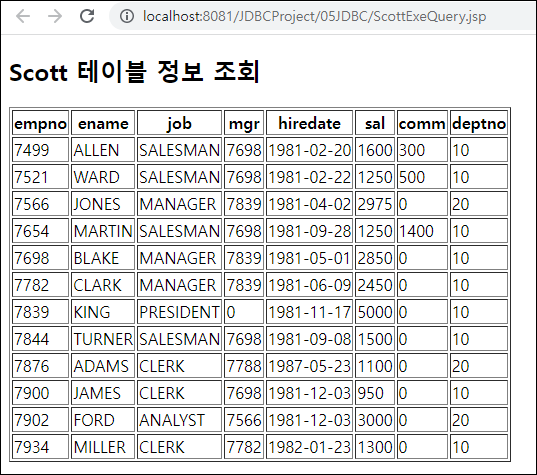 localhost:8081/JDBCProject/05JDBC/ScottExeQuery.jsp
Scott 테이블 정보 조회
empno ename job mgr hiredate sal comm deptno
7499 ALLEN SALESMAN 7698 1981-02-20 1600 300 10
7521 WARD SALESMAN 7698 1981-02-22 1250 500 10
7566 JONES MANAGER 7839 1981-04-02 2975 0 20
7654 MARTIN SALESMAN 7698 1981-09-28 1250 1400 10
7698 BLAKE MANAGER 7839 1981-05-01 2850 0 10
7782 CLARK MANAGER 7839 1981-06-09 2450 0 10
7839 KING PRESIDENT 0 1981-11-17 5000 0 10
7844 TURNER SALESMAN 7698 1981-09-08 1500 0 10
7876 ADAMS CLERK 7788 1987-05-23 1100 0 20
7900 JAMES CLERK 7698 1981-12-03 950 0 10
7902 FORD ANALYST 7566 1981-12-03 3000 0 20
7934 MILLER CLERK 7782 1982-01-23 1300 0 10